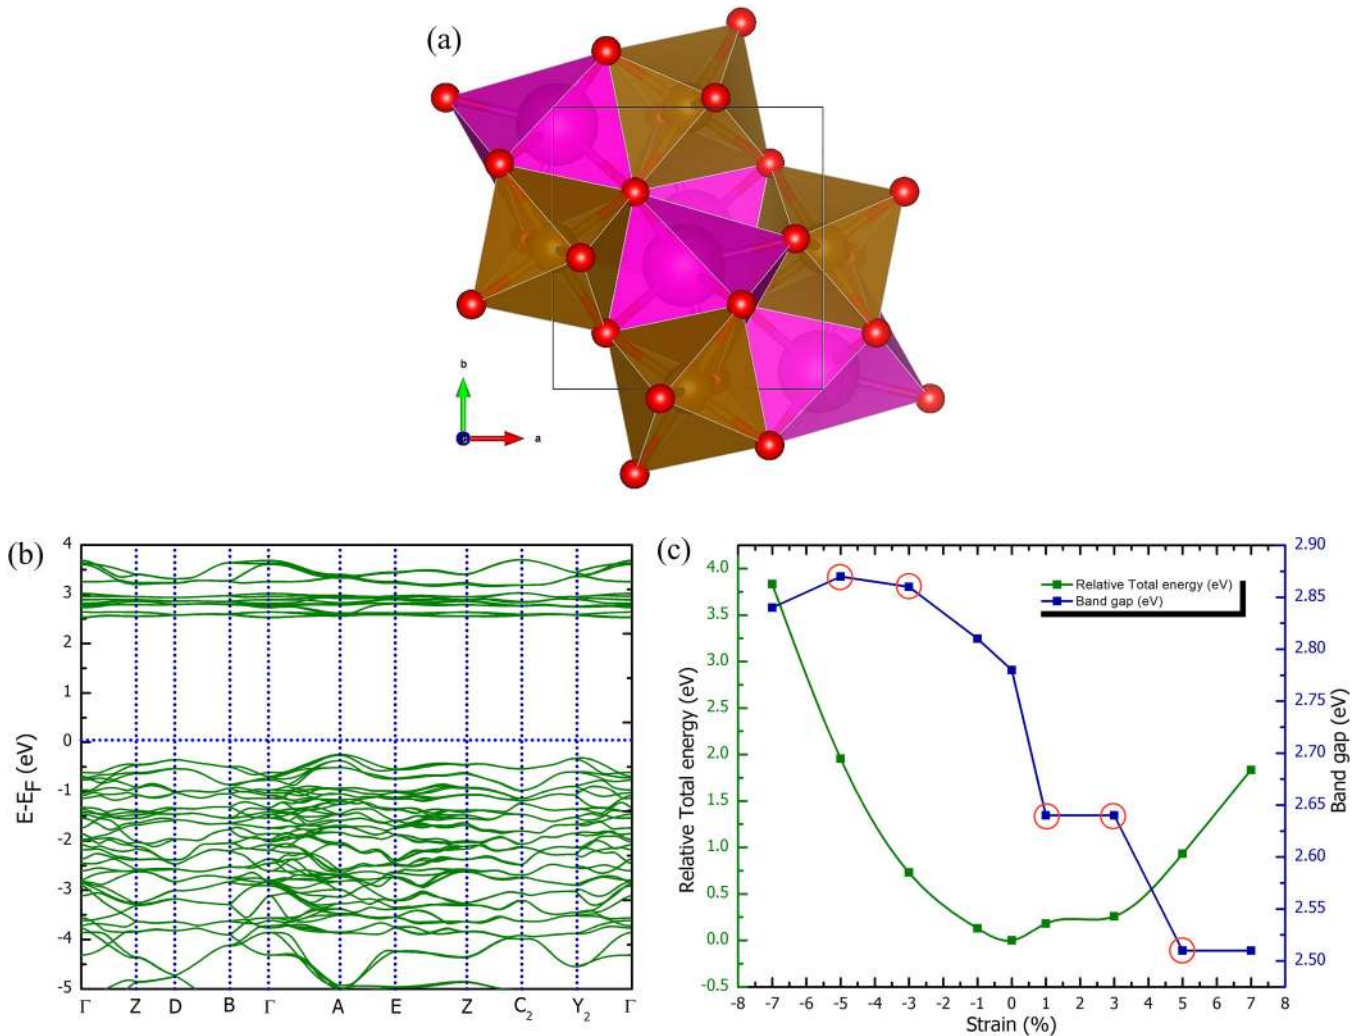 (a)
b
a
(b)
4
3
2
1
0
-1
-2
-3
-4
-5
E-E_F (eV)
Γ Z D B Γ A E Z C₂ Y₂ Γ
(c)
4.0
3.5
3.0
2.5
2.0
1.5
1.0
0.5
0.0
-0.5
Relative Total energy (eV)
Relative Total energy (eV)
Band gap (eV)
2.90
2.85
2.80
2.75
2.70
2.65
2.60
2.55
2.50
Band gap (eV)
-8 -7 -6 -5 -4 -3 -2 -1 0 1 2 3 4 5 6 7 8
Strain (%)